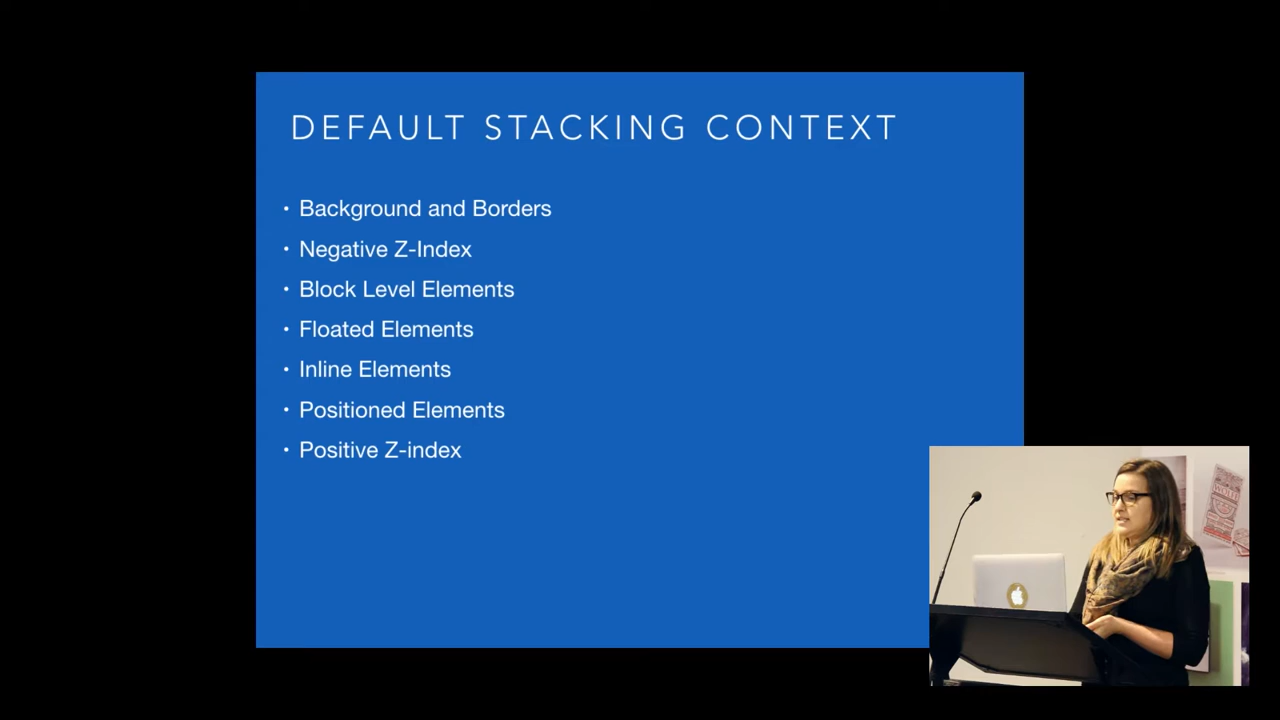 DEFAULT STACKING CONTEXT
• Background and Borders
• Negative Z-Index
• Block Level Elements
• Floated Elements
• Inline Elements
• Positioned Elements
• Positive Z-index